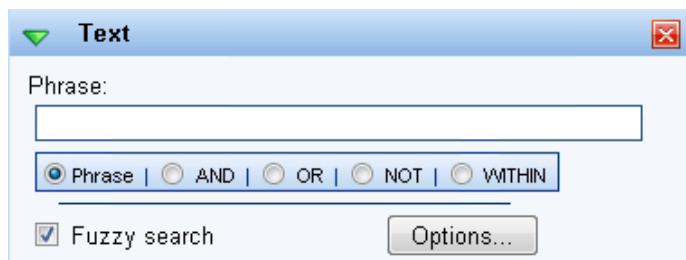 Text
Phrase:
Phrase | AND | OR | NOT | WITHIN
Fuzzy search Options...